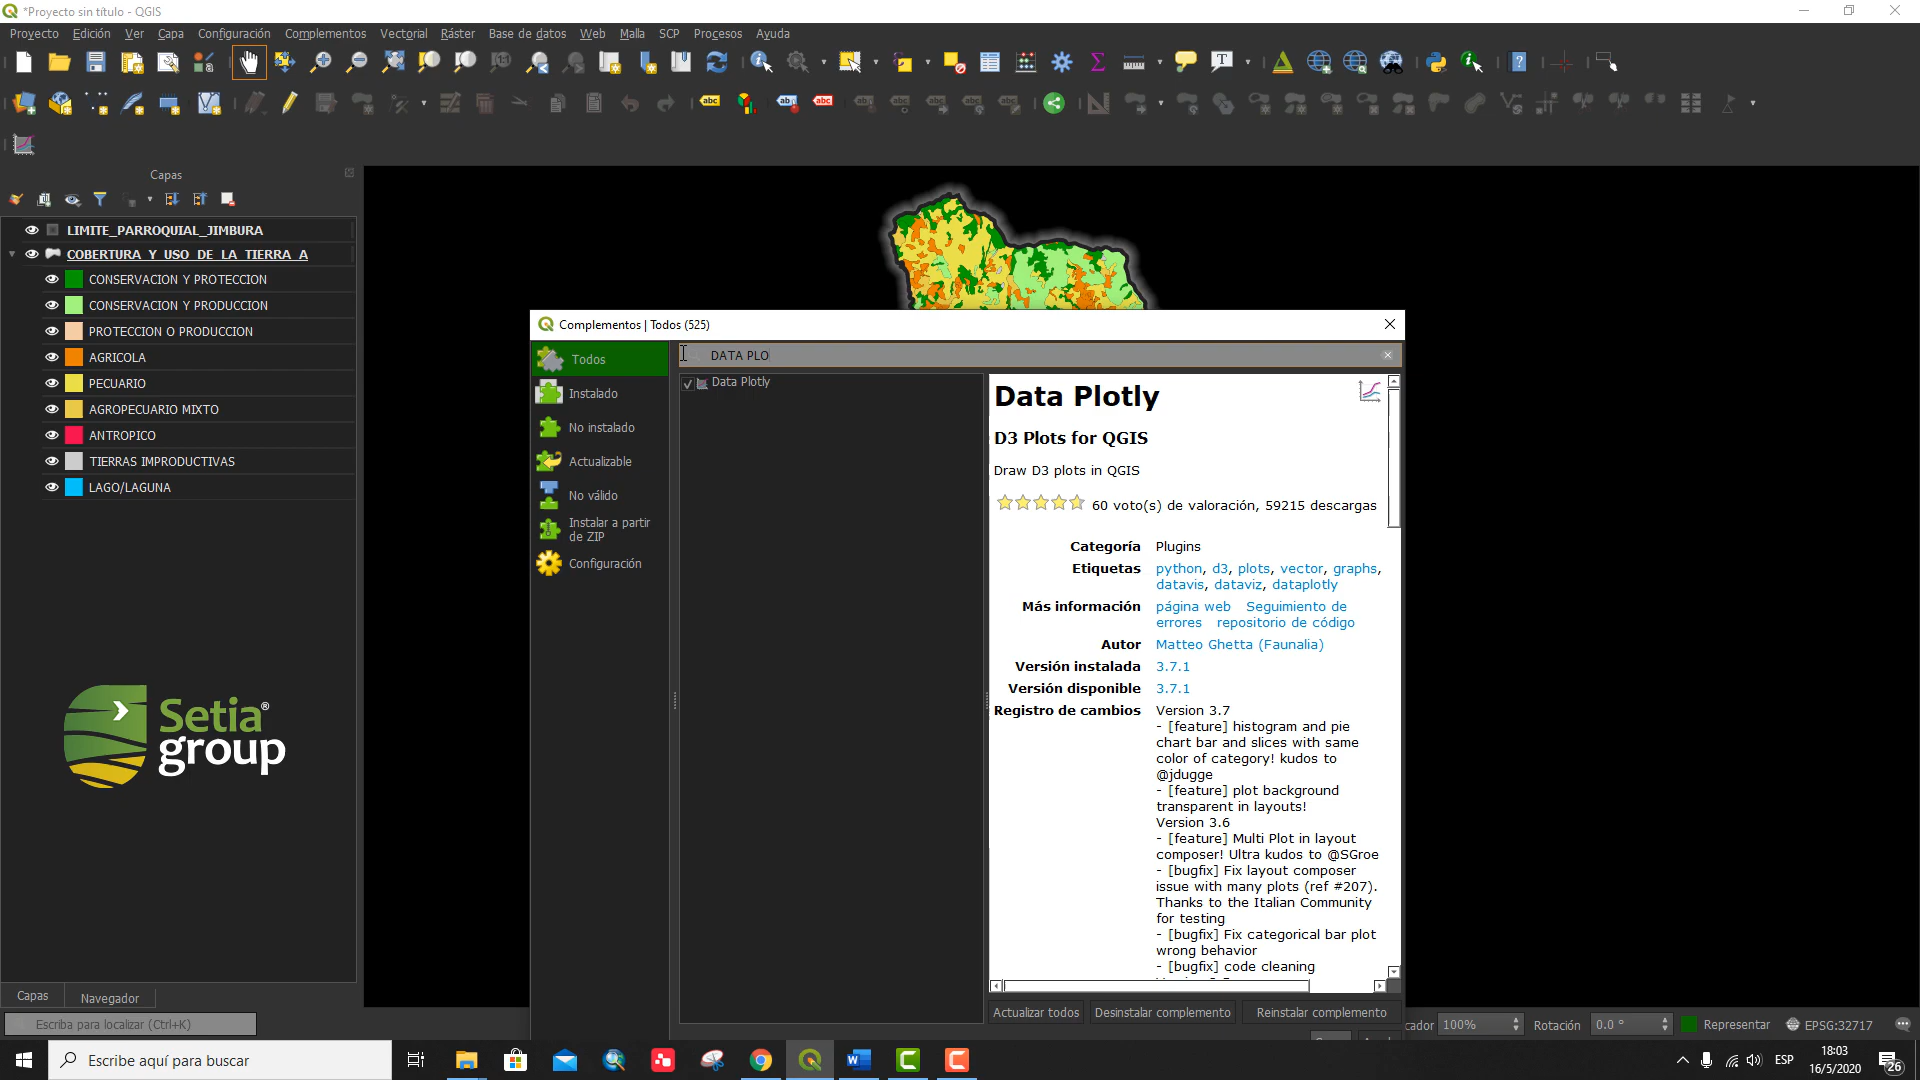 *Proyecto sin título - QGIS
Proyecto Edición Ver Capa Configuración Complementos Vectorial Ráster Base de datos Web Malla SCP Procesos Ayuda
Capas
LIMITE_PARROQUIAL_JIMBURA
COBERTURA_Y_USO_DE_LA_TIERRA_A
CONSERVACION Y PROTECCION
CONSERVACION Y PRODUCCION
PROTECCION O PRODUCCION
AGRICOLA
PECUARIO
AGROPECUARIO MIXTO
ANTROPICO
TIERRAS IMPRODUCTIVAS
LAGO/LAGUNA
Setia®
group
Capas Navegador
Escriba para localizar (Ctrl+K)
Complementos | Todos (525)
Todos
Instalado
No instalado
Actualizable
No válido
Instalar a partir
de ZIP
Configuración
DATA PLO
Data Plotly
Data Plotly
D3 Plots for QGIS
Draw D3 plots in QGIS
60 voto(s) de valoración, 59215 descargas
Categoría Plugins
Etiquetas python, d3, plots, vector, graphs,
datavis, dataviz, dataplotly
Más información página web Seguimiento de
errores repositorio de código
Autor Matteo Ghetta (Faunalia)
Versión instalada 3.7.1
Versión disponible 3.7.1
Registro de cambios Version 3.7
- [feature] histogram and pie
chart bar and slices with same
color of category! kudos to
@jdugge
- [feature] plot background
transparent in layouts!
Version 3.6
- [feature] Multi Plot in layout
composer! Ultra kudos to @SGroe
- [bugfix] Fix layout composer
issue with many plots (ref #207).
Thanks to the Italian Community
for testing
- [bugfix] Fix categorical bar plot
wrong behavior
- [bugfix] code cleaning
Actualizar todos Desinstalar complemento Reinstalar complemento
cador 100% Rotación 0.0 ° Representar EPSG:32717
Escribe aquí para buscar
ESP
18:03
16/5/2020
26